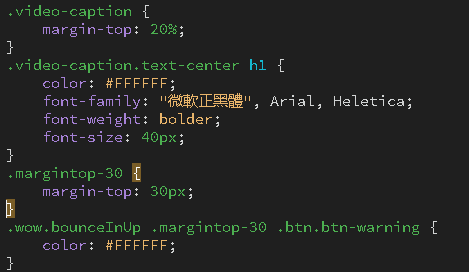 .video-caption {
    margin-top: 20%;
}
.video-caption.text-center h1 {
    color: #FFFFFF;
    font-family: "微軟正黑體", Arial, Heletica;
    font-weight: bolder;
    font-size: 40px;
}
.margintop-30 {
    margin-top: 30px;
}
.wow.bounceInUp .margintop-30 .btn.btn-warning {
    color: #FFFFFF;
}